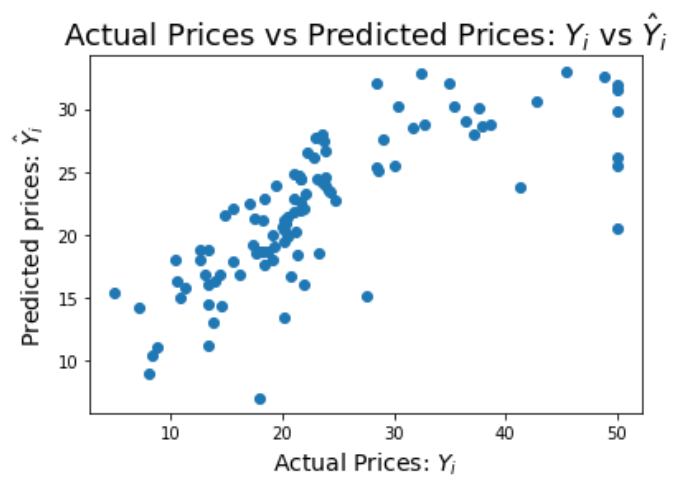 Actual Prices vs Predicted Prices: Yᵢ vs Ŷᵢ
Predicted prices: Ŷᵢ
30
25
20
15
10
10 20 30 40 50
Actual Prices: Yᵢ